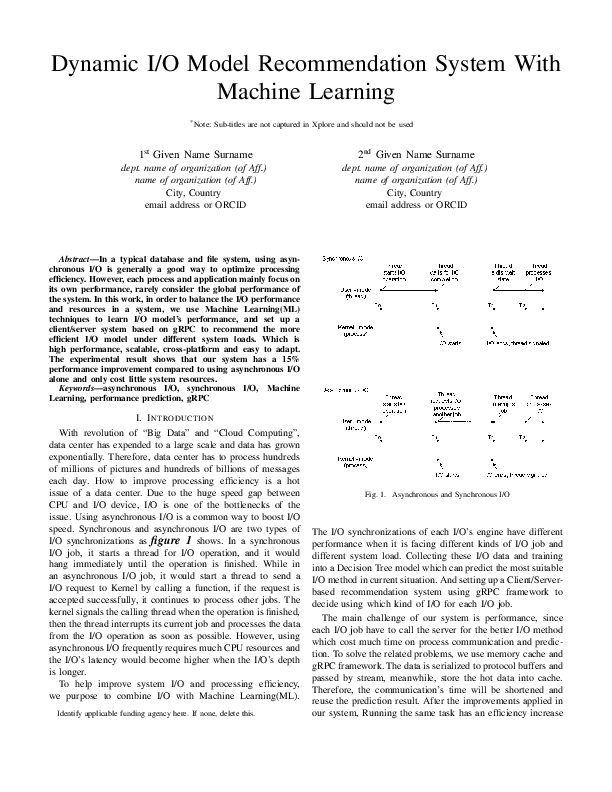 Dynamic I/O Model Recommendation System With
Machine Learning
*Note: Sub-titles are not captured in Xplore and should not be used
1st Given Name Surname
dept. name of organization (of Aff.)
name of organization (of Aff.)
City, Country
email address or ORCID
2nd Given Name Surname
dept. name of organization (of Aff.)
name of organization (of Aff.)
City, Country
email address or ORCID
Abstract—In a typical database and file system, using asyn-
chronous I/O is generally a good way to optimize processing
efficiency. However, each process and application mainly focus on
its own performance, rarely consider the global performance of
the system. In this work, in order to balance the I/O performance
and resources in a system, we use Machine Learning(ML)
techniques to learn I/O model's performance, and set up a
client/server system based on gRPC to recommend the more
efficient I/O model under different system loads. Which is
high performance, scalable, cross-platform and easy to adapt.
The experimental result shows that our system has a 15%
performance improvement compared to using asynchronous I/O
alone and only cost little system resources.
Keywords—asynchronous I/O, synchronous I/O, Machine
Learning, performance prediction, gRPC
I. Introduction
With revolution of "Big Data" and "Cloud Computing",
data center has expended to a large scale and data has grown
exponentially. Therefore, data center has to process hundreds
of millions of pictures and hundreds of billions of messages
each day. How to improve processing efficiency is a hot
issue of a data center. Due to the huge speed gap between
CPU and I/O device, I/O is one of the bottlenecks of the
issue. Using asynchronous I/O is a common way to boost I/O
speed. Synchronous and asynchronous I/O are two types of
I/O synchronizations as figure 1 shows. In a synchronous
I/O job, it starts a thread for I/O operation, and it would
hang immediately until the operation is finished. While in
an asynchronous I/O job, it would start a thread to send a
I/O request to Kernel by calling a function, if the request is
accepted successfully, it continues to process other jobs. The
kernel signals the calling thread when the operation is finished,
then the thread interrupts its current job and processes the data
from the I/O operation as soon as possible. However, using
asynchronous I/O frequently requires much CPU resources and
the I/O's latency would become higher when the I/O's depth
is longer.
To help improve system I/O and processing efficiency,
we purpose to combine I/O with Machine Learning(ML).
Identify applicable funding agency here. If none, delete this.
Synchronous I/O
Thread
starts I/O
operation
Thread
waits for I/O
completion
Thread
exits wait
state
Thread
processes
I/O
User-mode
(thread)
Kernel-mode
(process)
I/O starts
Thread
Thread
requests I/O
processes
another job
Thread
interrupts
job
User-mode
Kernel-mode
(process)
Fig. 1. Asynchronous and Synchronous I/O
The I/O synchronizations of each I/O's engine have different
performance when it is facing different kinds of I/O job and
different system load. Collecting these I/O data and training
into a Decision Tree model which can predict the most suitable
I/O method in current situation. And setting up a Client/Server-
based recommendation system using gRPC framework to
decide using which kind of I/O for each I/O job.
The main challenge of our system is performance, since
each I/O job have to call the server for the better I/O method
which cost much time on process communication and predic-
tion. To solve the related problems, we use memory cache and
gRPC framework. The data is serialized to protocol buffers and
passed by stream, meanwhile, store the hot data into cache.
Therefore, the communication's time will be shortened and
reuse the prediction result. After the improvements applied in
our system, Running the same task has an efficiency increase